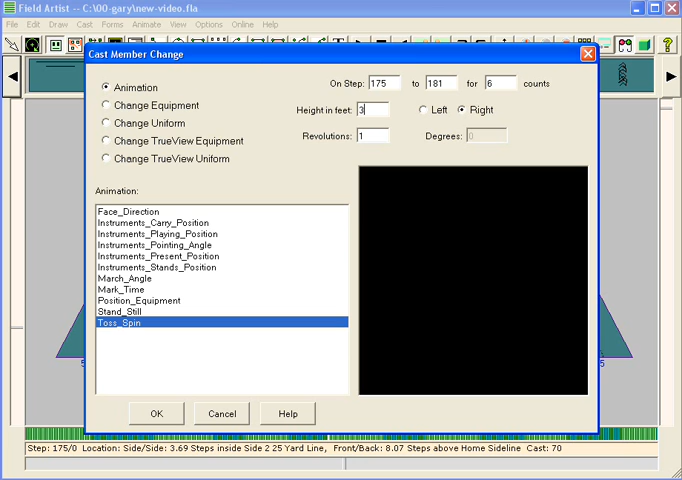 Field Artist -- C:\00-gary\new-video.fla
File Edit Draw Cast Forms Animate View Options Online Help
Cast Member Change
Animation
Change Equipment
Change Uniform
Change TrueView Equipment
Change TrueView Uniform
On Step: 175 to 181 for 6 counts
Height in feet: 3 Left Right
Revolutions: 1 Degrees: 0
Animation:
Face_Direction
Instruments_Carry_Position
Instruments_Playing_Position
Instruments_Pointing_Angle
Instruments_Present_Position
Instruments_Stands_Position
March_Angle
Mark_Time
Position_Equipment
Stand_Still
Toss_Spin
OK Cancel Help
Step: 175/0 Location: Side/Side: 3.69 Steps inside Side 2 25 Yard Line, Front/Back: 8.07 Steps above Home Sideline Cast: 70